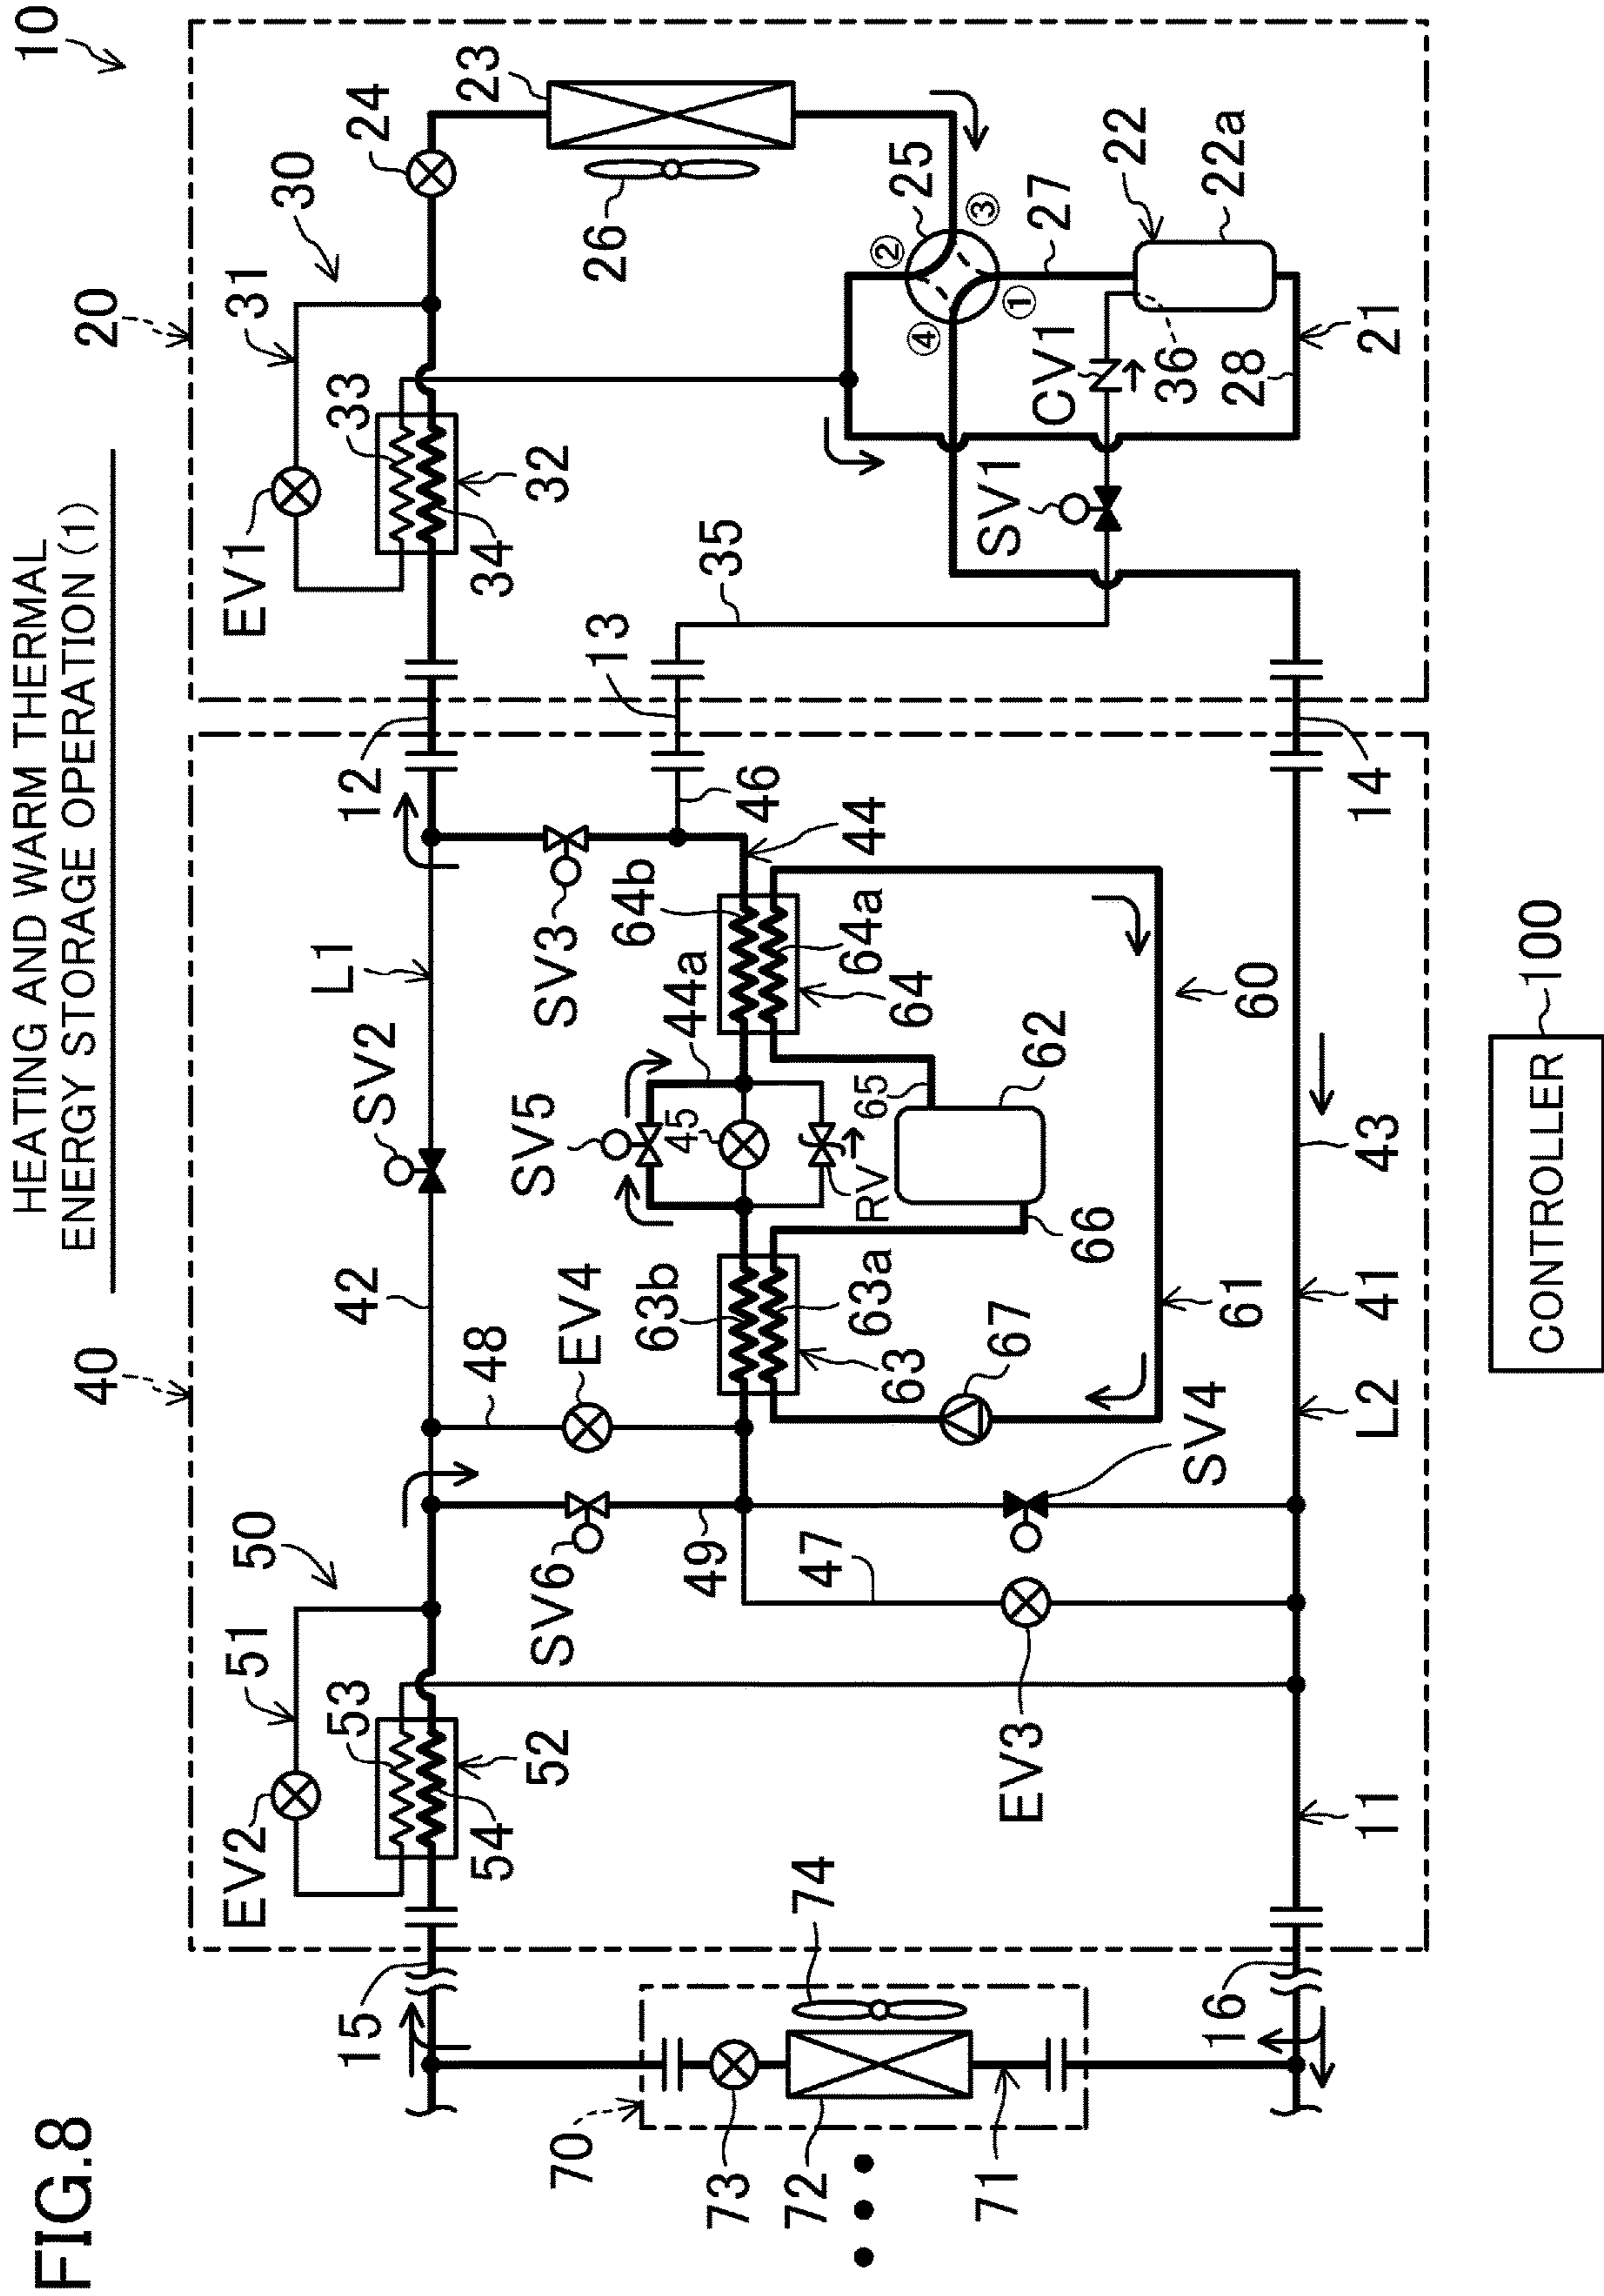 FIG.8
HEATING AND WARM THERMAL
ENERGY STORAGE OPERATION (1)
10
40
20
50
51
EV2
53
52
54
15
42
SV2
L1
12
EV1
31
30
33
32
34
24
23
26
48
EV4
SV6
49
47
63b
63a
63
SV5
44a
45
RV
65
62
66
67
SV3
64b
64a
64
44
46
13
35
25
②
③
④
①
27
22
22a
CV1
36
28
21
SV1
70
73
72
74
71
16
EV3
SV4
61
60
11
L2
41
43
14
CONTROLLER
100